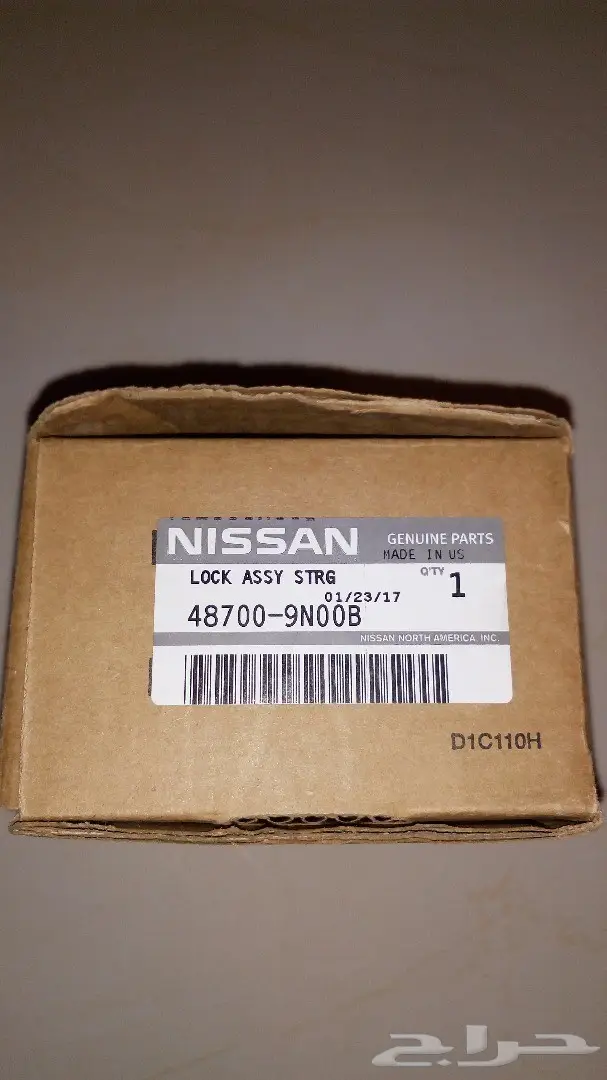 NISSAN GENUINE PARTS
MADE IN US
LOCK ASSY STRG Q'TY 1
01/23/17
48700-9N00B
NISSAN NORTH AMERICA, INC.
D1C110H
حراج